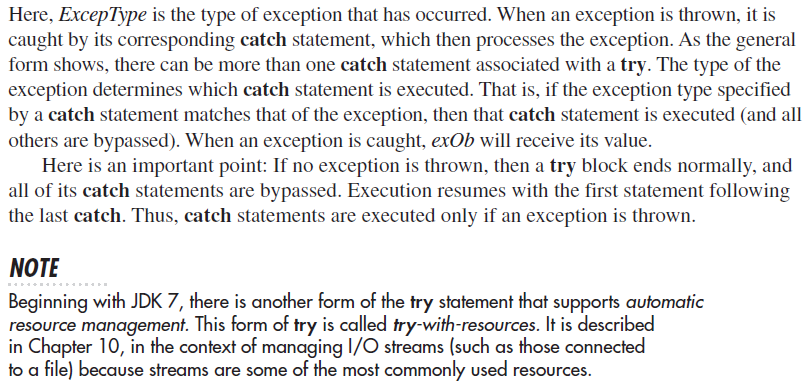 Here, ExcepType is the type of exception that has occurred. When an exception is thrown, it is
caught by its corresponding catch statement, which then processes the exception. As the general
form shows, there can be more than one catch statement associated with a try. The type of the
exception determines which catch statement is executed. That is, if the exception type specified
by a catch statement matches that of the exception, then that catch statement is executed (and all
others are bypassed). When an exception is caught, exOb will receive its value.
Here is an important point: If no exception is thrown, then a try block ends normally, and
all of its catch statements are bypassed. Execution resumes with the first statement following
the last catch. Thus, catch statements are executed only if an exception is thrown.
NOTE
Beginning with JDK 7, there is another form of the try statement that supports automatic
resource management. This form of try is called try-with-resources. It is described
in Chapter 10, in the context of managing I/O streams (such as those connected
to a file) because streams are some of the most commonly used resources.